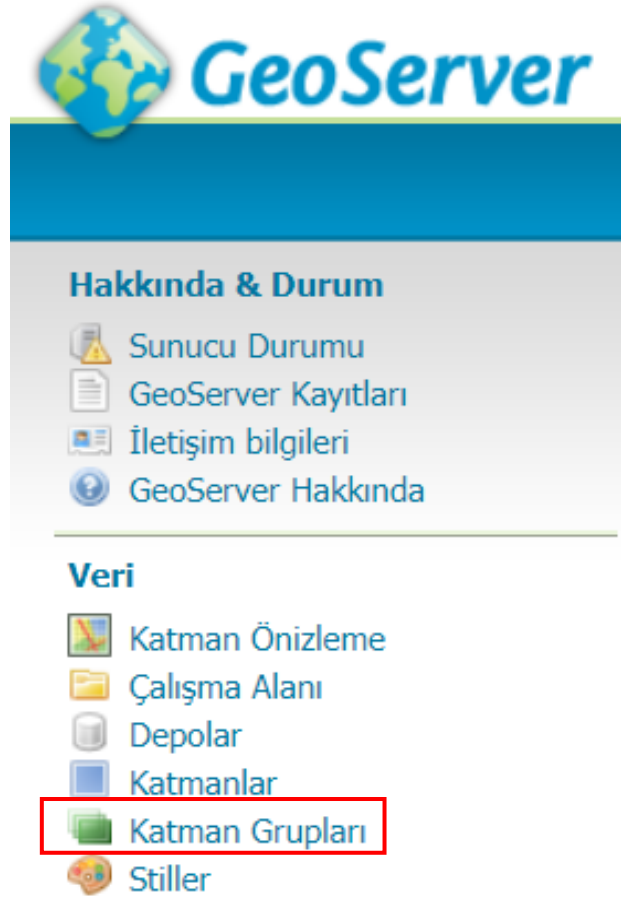 GeoServer
Hakkında & Durum
Sunucu Durumu
GeoServer Kayıtları
İletişim bilgileri
GeoServer Hakkında
Veri
Katman Önizleme
Çalışma Alanı
Depolar
Katmanlar
Katman Grupları
Stiller